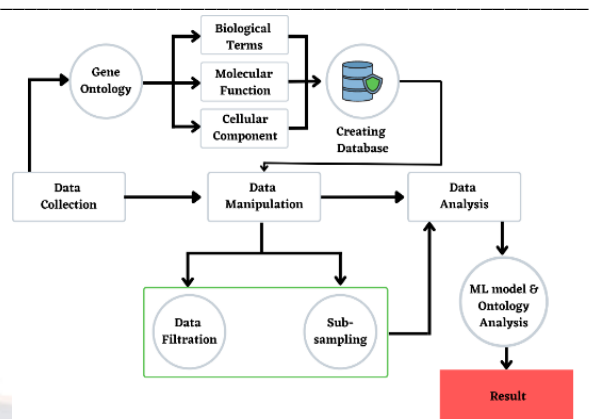 Biological
Terms
Gene
Ontology
Molecular
Function
Cellular
Component
Creating
Database
Data
Collection
Data
Manipulation
Data
Analysis
Data
Filtration
Sub-
sampling
ML model &
Ontology
Analysis
Result